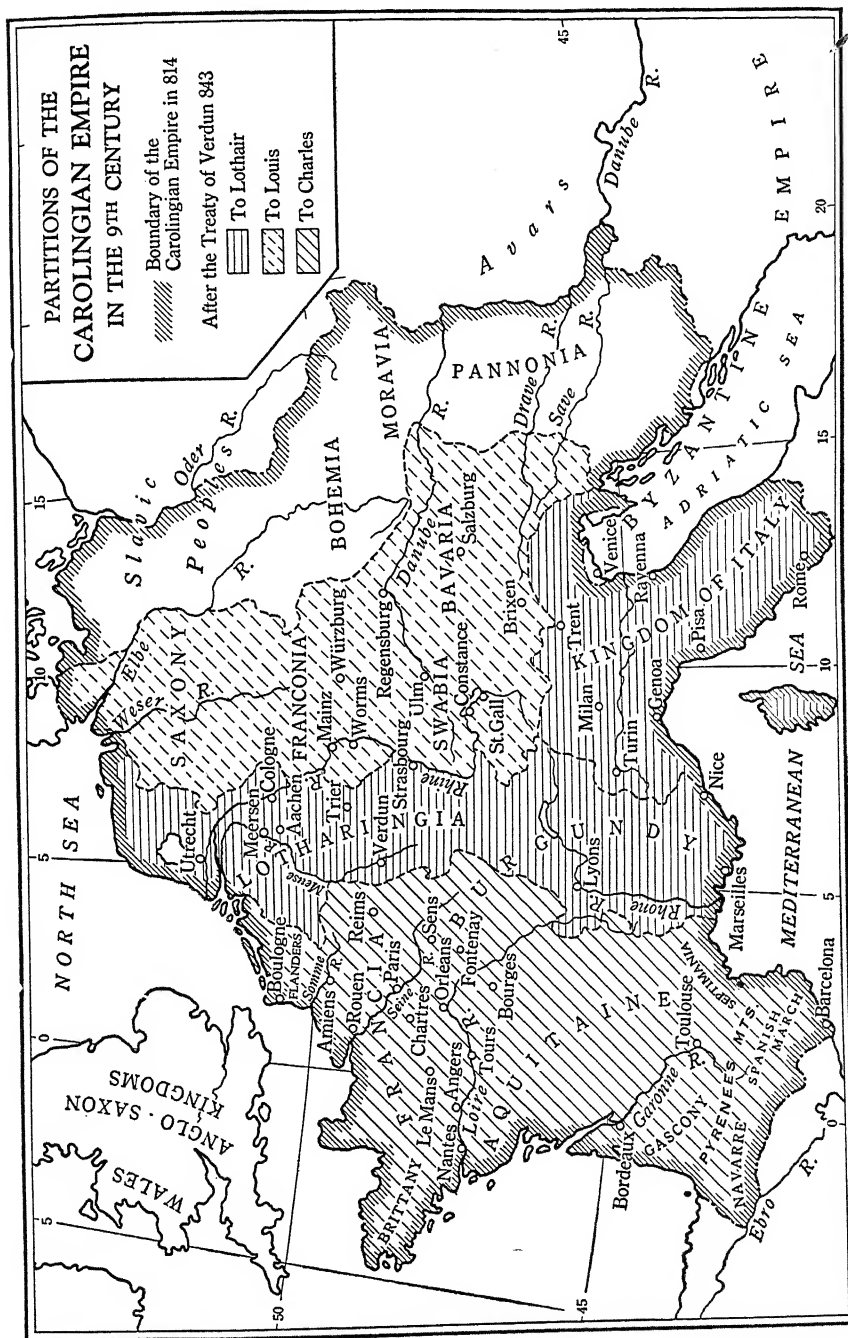 PARTITIONS OF THE
CAROLINGIAN EMPIRE
IN THE 9TH CENTURY
Boundary of the
Carolingian Empire in 814
After the Treaty of Verdun 843
To Lothair
To Louis
To Charles
NORTH SEA
WALES
ANGLO-SAXON
KINGDOMS
Slavic
Peoples
Oder R.
Elbe
R.
Weser
R.
SAXONY
BOHEMIA
MORAVIA
Avars
Danube R.
Utrecht
Meersen
Cologne
Aachen
LOTHARINGIA
Meuse
R.
Trier
Verdun
FRANCONIA
Mainz
Worms
Würzburg
Regensburg
Danube
R.
Strasbourg
Rhine
SWABIA
Ulm
Constance
St.Gall
BAVARIA
Salzburg
Brixen
PANNONIA
Drave R.
Save R.
Boulogne
FLANDERS
Somme
Amiens
R.
Rouen
Reims
FRANCIA
Paris
Seine
R.
Chartres
Sens
Orleans
Fontenay
Le Mans
Angers
BRITTANY
Nantes
Loire
R.
Tours
Bourges
BURGUNDY
Lyons
Rhone
R.
AQUITAINE
Bordeaux
Garonne
R.
Toulouse
GASCONY
PYRENEES MTS.
SEPTIMANIA
NAVARRE
SPANISH
MARCH
Barcelona
Ebro
R.
Marseilles
Nice
MEDITERRANEAN
SEA
Turin
Milan
Genoa
Trent
Venice
Ravenna
KINGDOM OF ITALY
Pisa
Rome
ADRIATIC SEA
BYZANTINE
EMPIRE
5
0
5
10
15
50
45
45
0
5
10
15
20